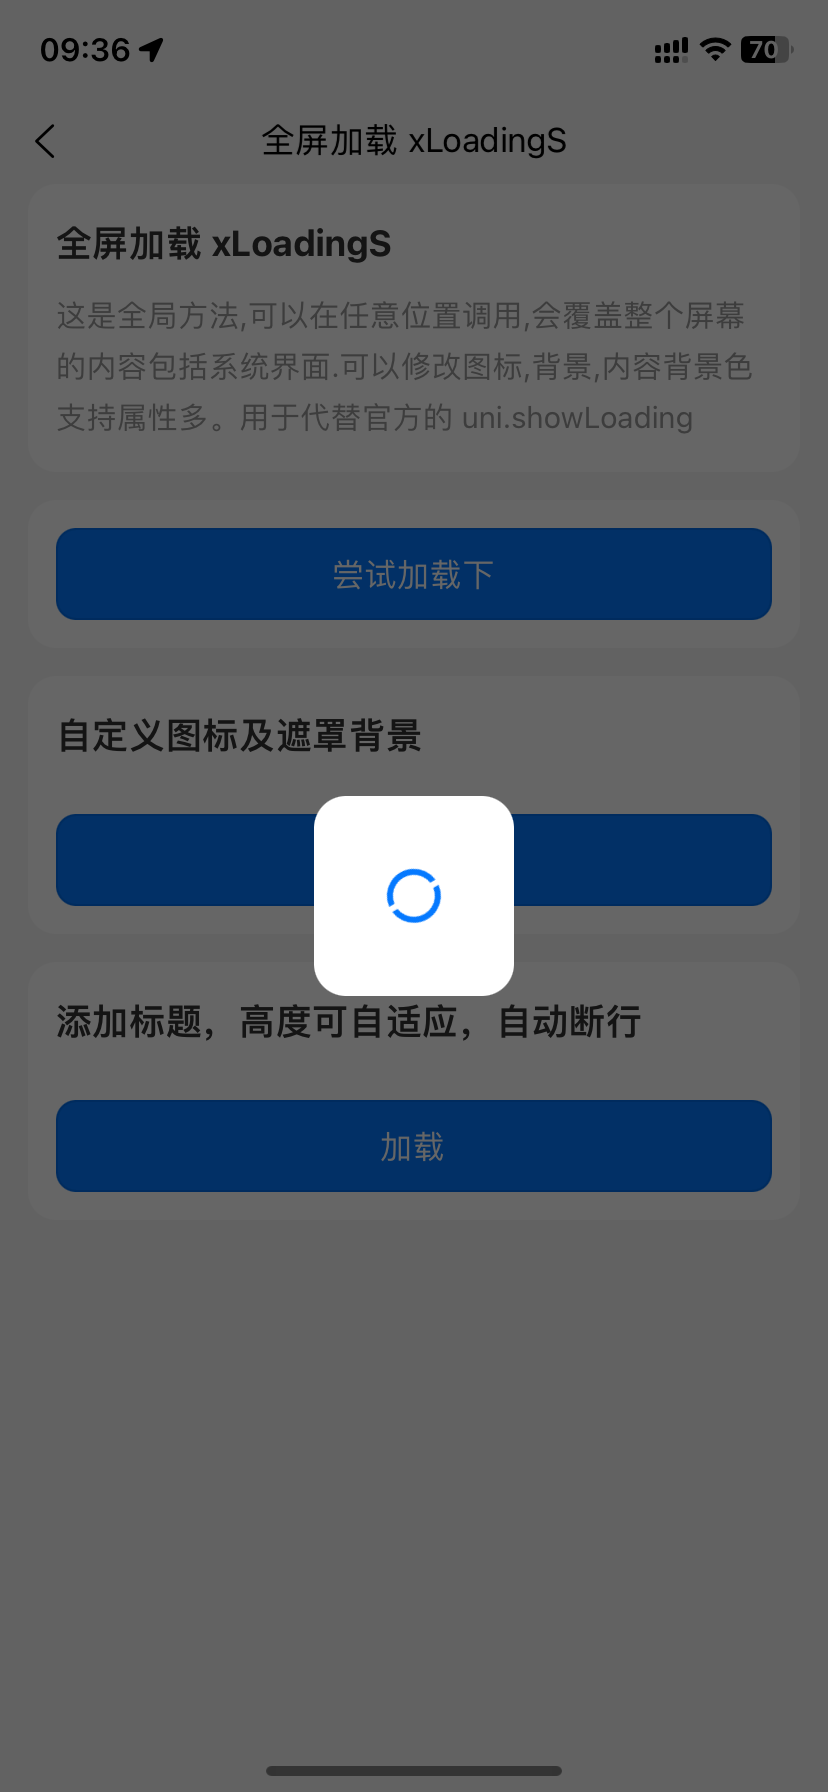 09:36
70
全屏加载 xLoadingS
全屏加载 xLoadingS
这是全局方法,可以在任意位置调用,会覆盖整个屏幕
的内容包括系统界面.可以修改图标,背景,内容背景色
支持属性多。用于代替官方的 uni.showLoading
尝试加载下
自定义图标及遮罩背景
添加标题，高度可自适应，自动断行
加载